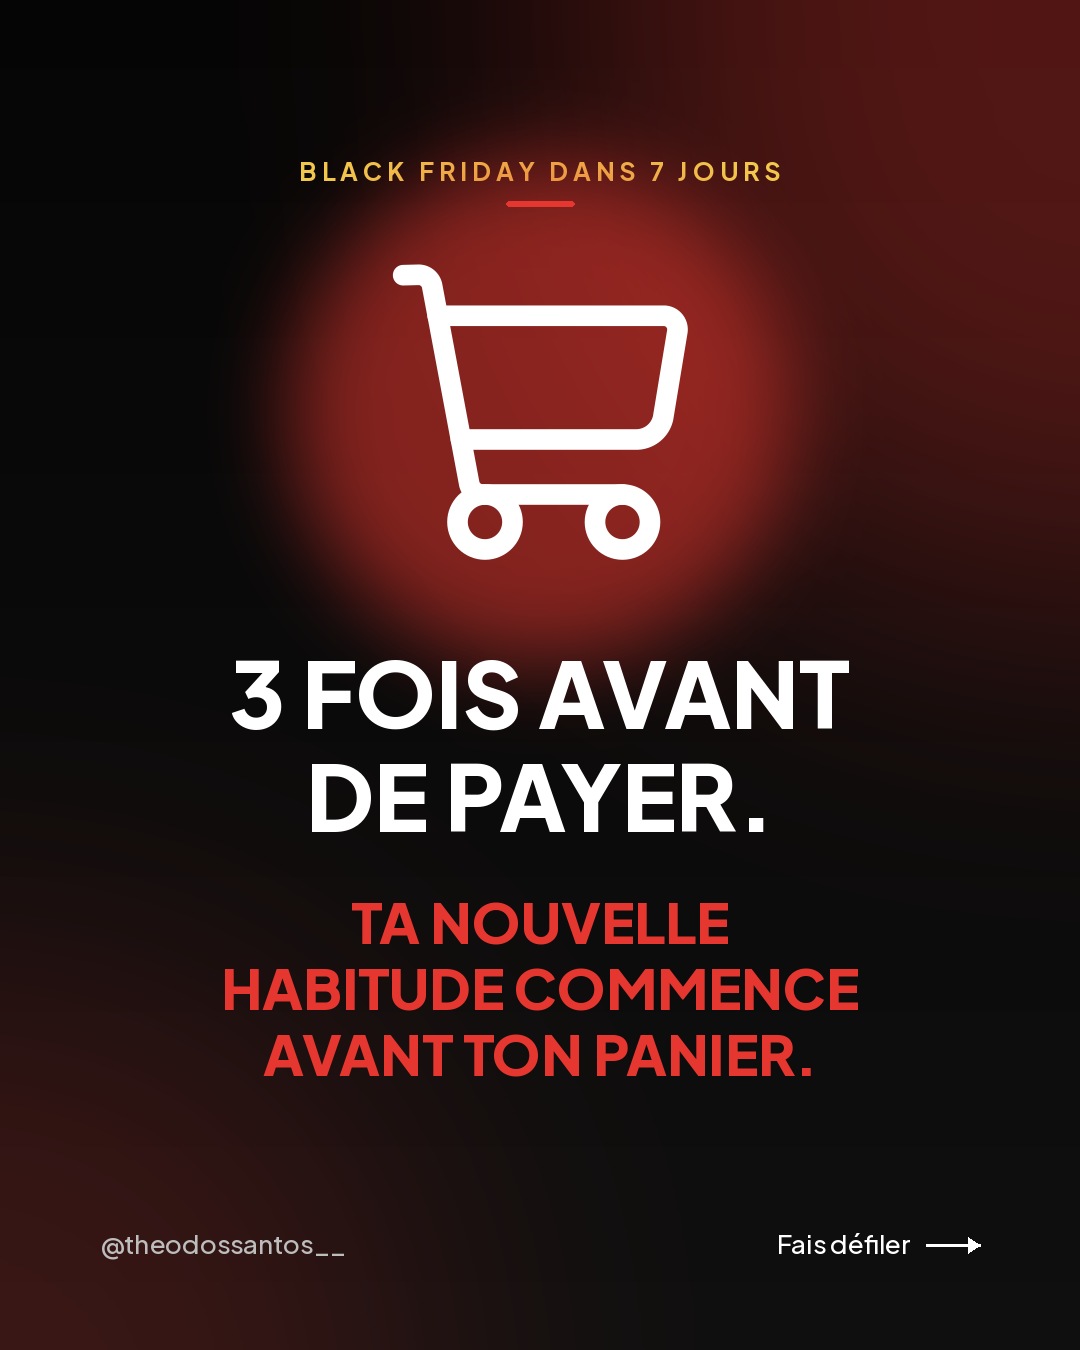 BLACK FRIDAY DANS 7 JOURS
3 FOIS AVANT
DE PAYER.
TA NOUVELLE
HABITUDE COMMENCE
AVANT TON PANIER.
@theodossantos__
Fais défiler